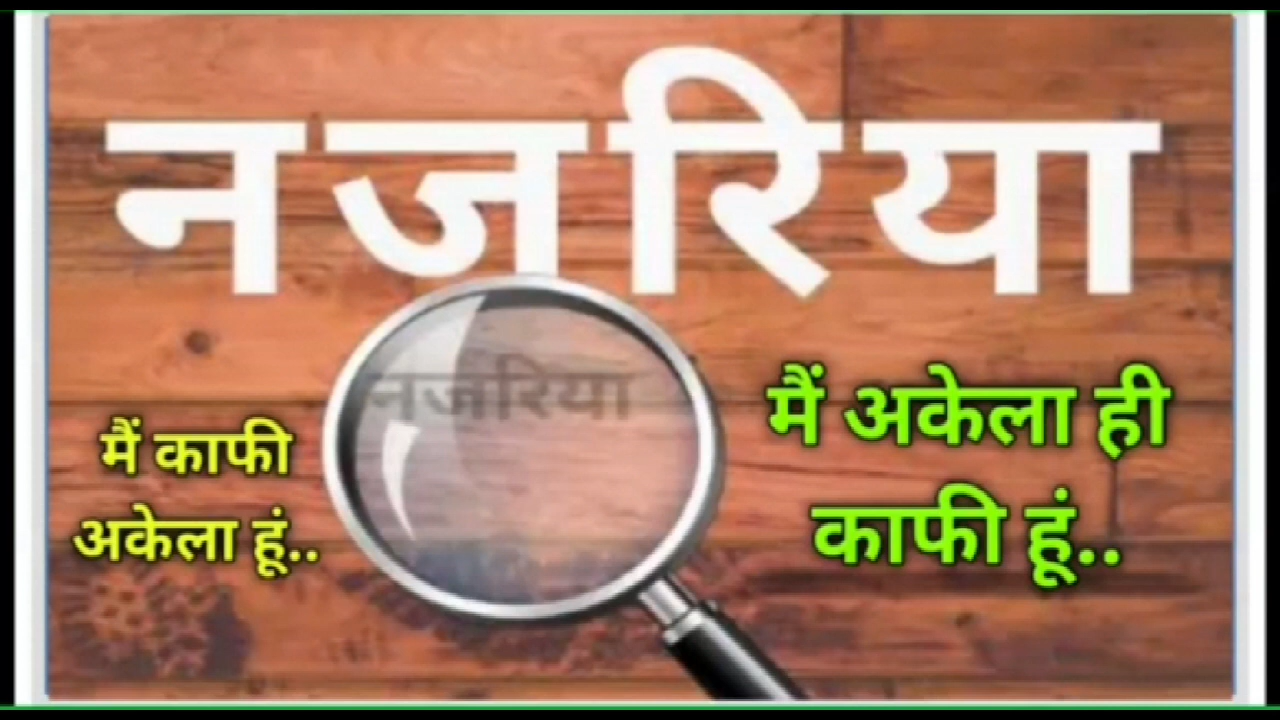 नजरिया
नजरिया
मैं काफी
अकेला हूं..
मैं अकेला ही
काफी हूं..